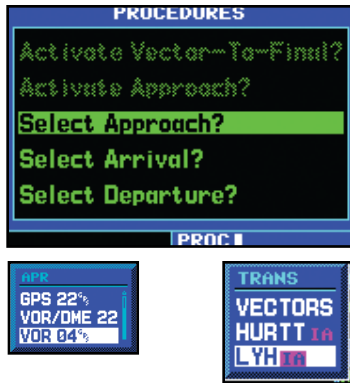 PROCEDURES
Activate Vector-To-Final?
Activate Approach?
Select Approach?
Select Arrival?
Select Departure?
PROC
APR
GPS 22
VOR/DME 22
VOR 04
TRANS
VECTORS
HURTT IA
LYH IA